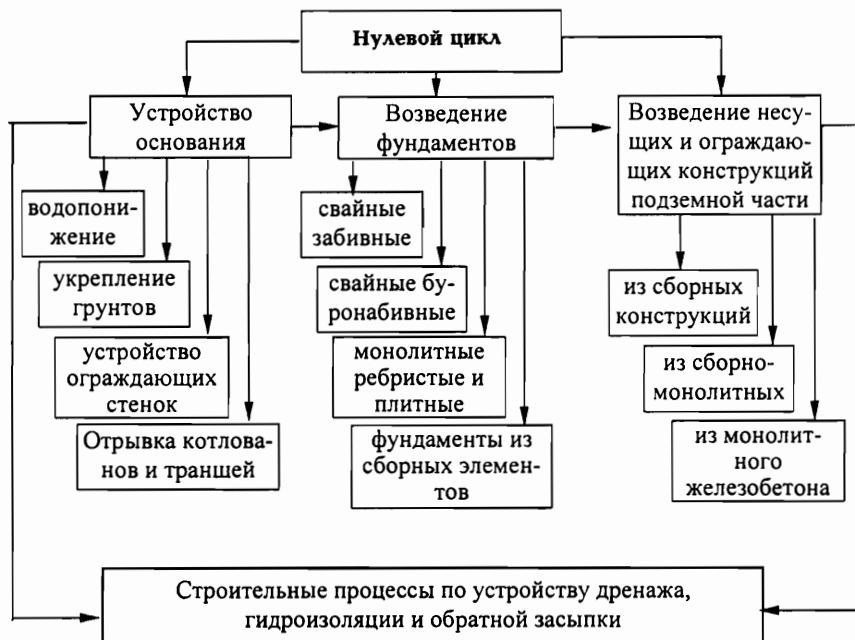 Нулевой цикл
Устройство
основания
Возведение
фундаментов
Возведение несу-
щих и ограждаю-
щих конструкций
подземной части
водопони-
жение
укрепление
грунтов
устройство
ограждающих
стенок
Отрывка котлова-
нов и траншей
свайные
забивные
свайные бу-
ронабивные
монолитные
ребристые и
плитные
фундаменты из
сборных элемен-
тов
из сборных
конструкций
из сборно-
монолитных
из монолит-
ного
железобетона
Строительные процессы по устройству дренажа,
гидроизоляции и обратной засыпки